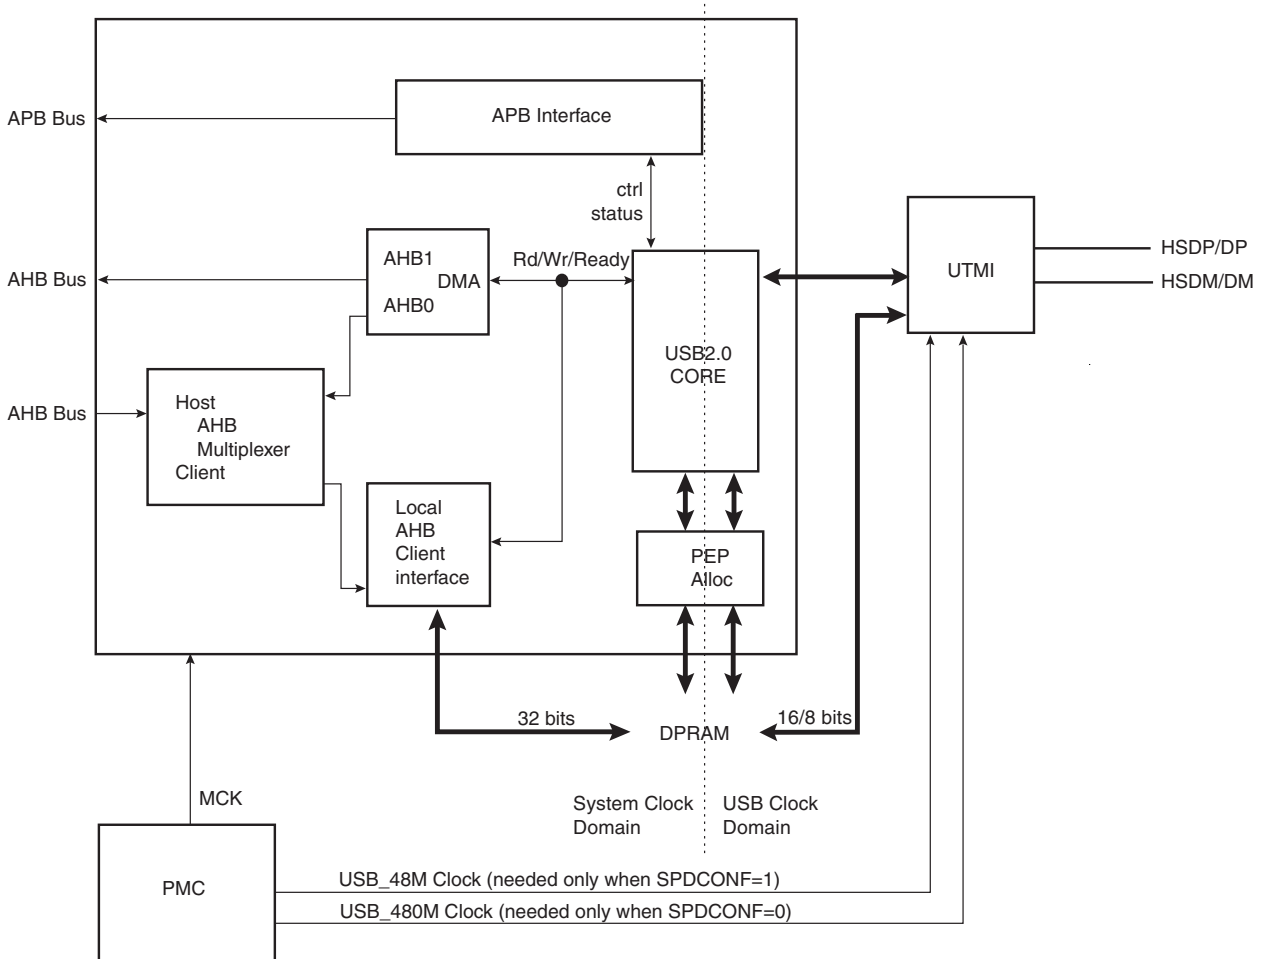 APB Bus
APB Interface
ctrl
status
AHB Bus
AHB1
DMA
AHB0
Rd/Wr/Ready
USB2.0
CORE
UTMI
HSDP/DP
HSDM/DM
AHB Bus
Host
AHB
Multiplexer
Client
Local
AHB
Client
interface
PEP
Alloc
32 bits
DPRAM
16/8 bits
System Clock
Domain
USB Clock
Domain
MCK
PMC
USB_48M Clock (needed only when SPDCONF=1)
USB_480M Clock (needed only when SPDCONF=0)